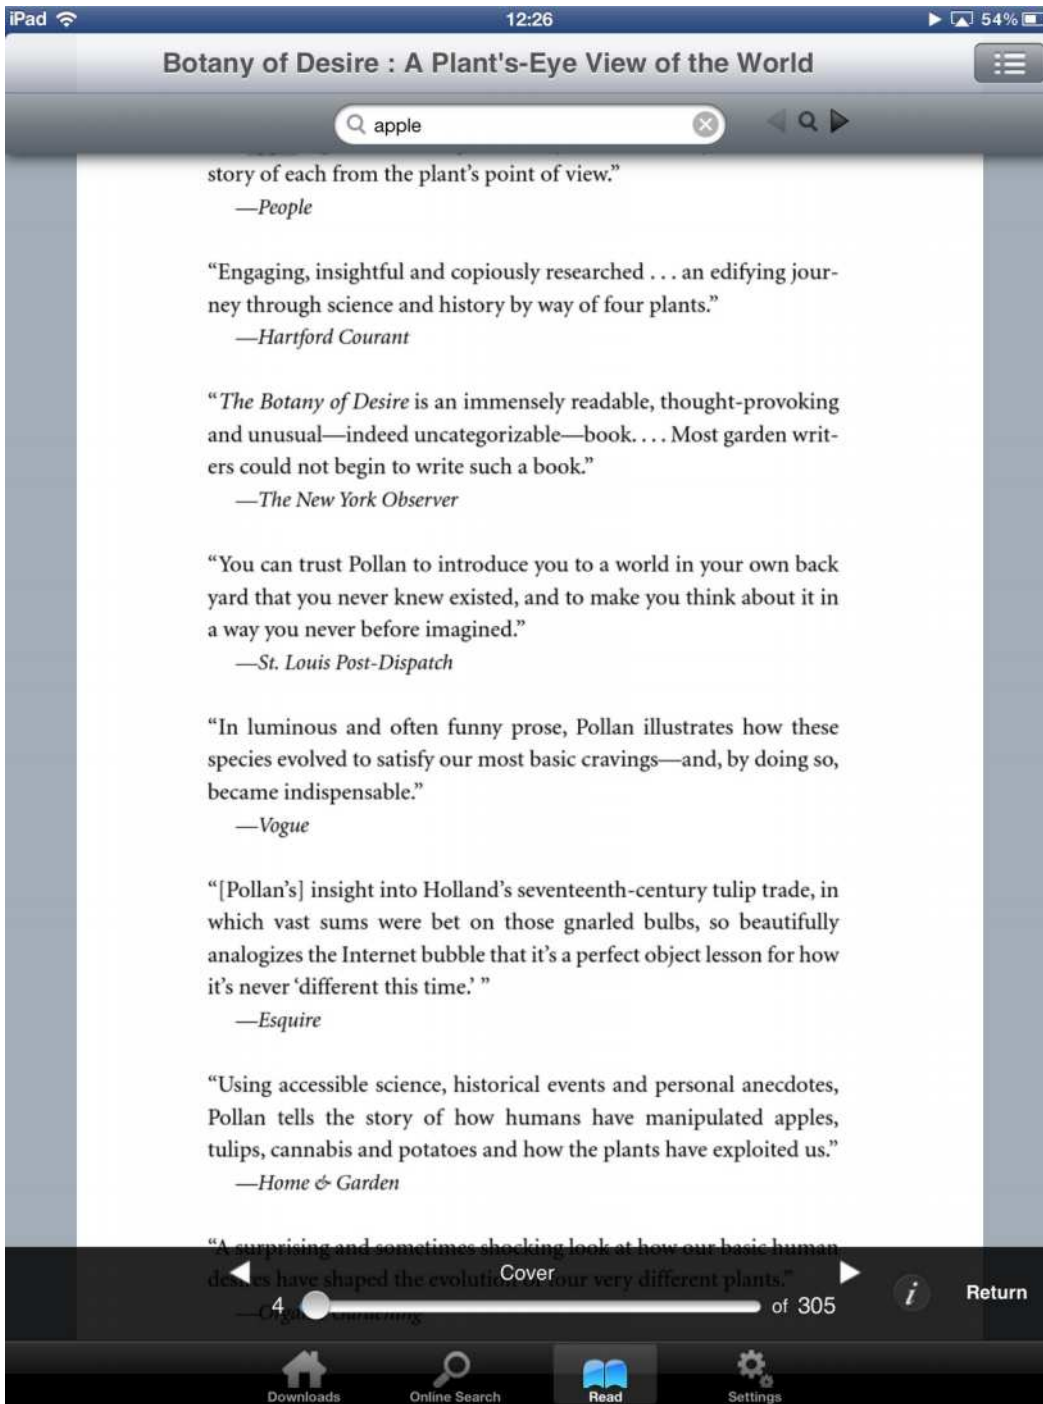 iPad 12:26 54%
Botany of Desire : A Plant's-Eye View of the World
apple
story of each from the plant's point of view.”
—People
“Engaging, insightful and copiously researched . . . an edifying jour-
ney through science and history by way of four plants.”
—Hartford Courant
“The Botany of Desire is an immensely readable, thought-provoking
and unusual—indeed uncategorizable—book. . . . Most garden writ-
ers could not begin to write such a book.”
—The New York Observer
“You can trust Pollan to introduce you to a world in your own back
yard that you never knew existed, and to make you think about it in
a way you never before imagined.”
—St. Louis Post-Dispatch
“In luminous and often funny prose, Pollan illustrates how these
species evolved to satisfy our most basic cravings—and, by doing so,
became indispensable.”
—Vogue
“[Pollan's] insight into Holland's seventeenth-century tulip trade, in
which vast sums were bet on those gnarled bulbs, so beautifully
analogizes the Internet bubble that it's a perfect object lesson for how
it's never ‘different this time.’ ”
—Esquire
“Using accessible science, historical events and personal anecdotes,
Pollan tells the story of how humans have manipulated apples,
tulips, cannabis and potatoes and how the plants have exploited us.”
—Home & Garden
“A surprising and sometimes shocking look at how our basic human
desires have shaped the evolution of four very different plants.”
Cover
—Organic Gardening
4 of 305
i Return
Downloads Online Search Read Settings